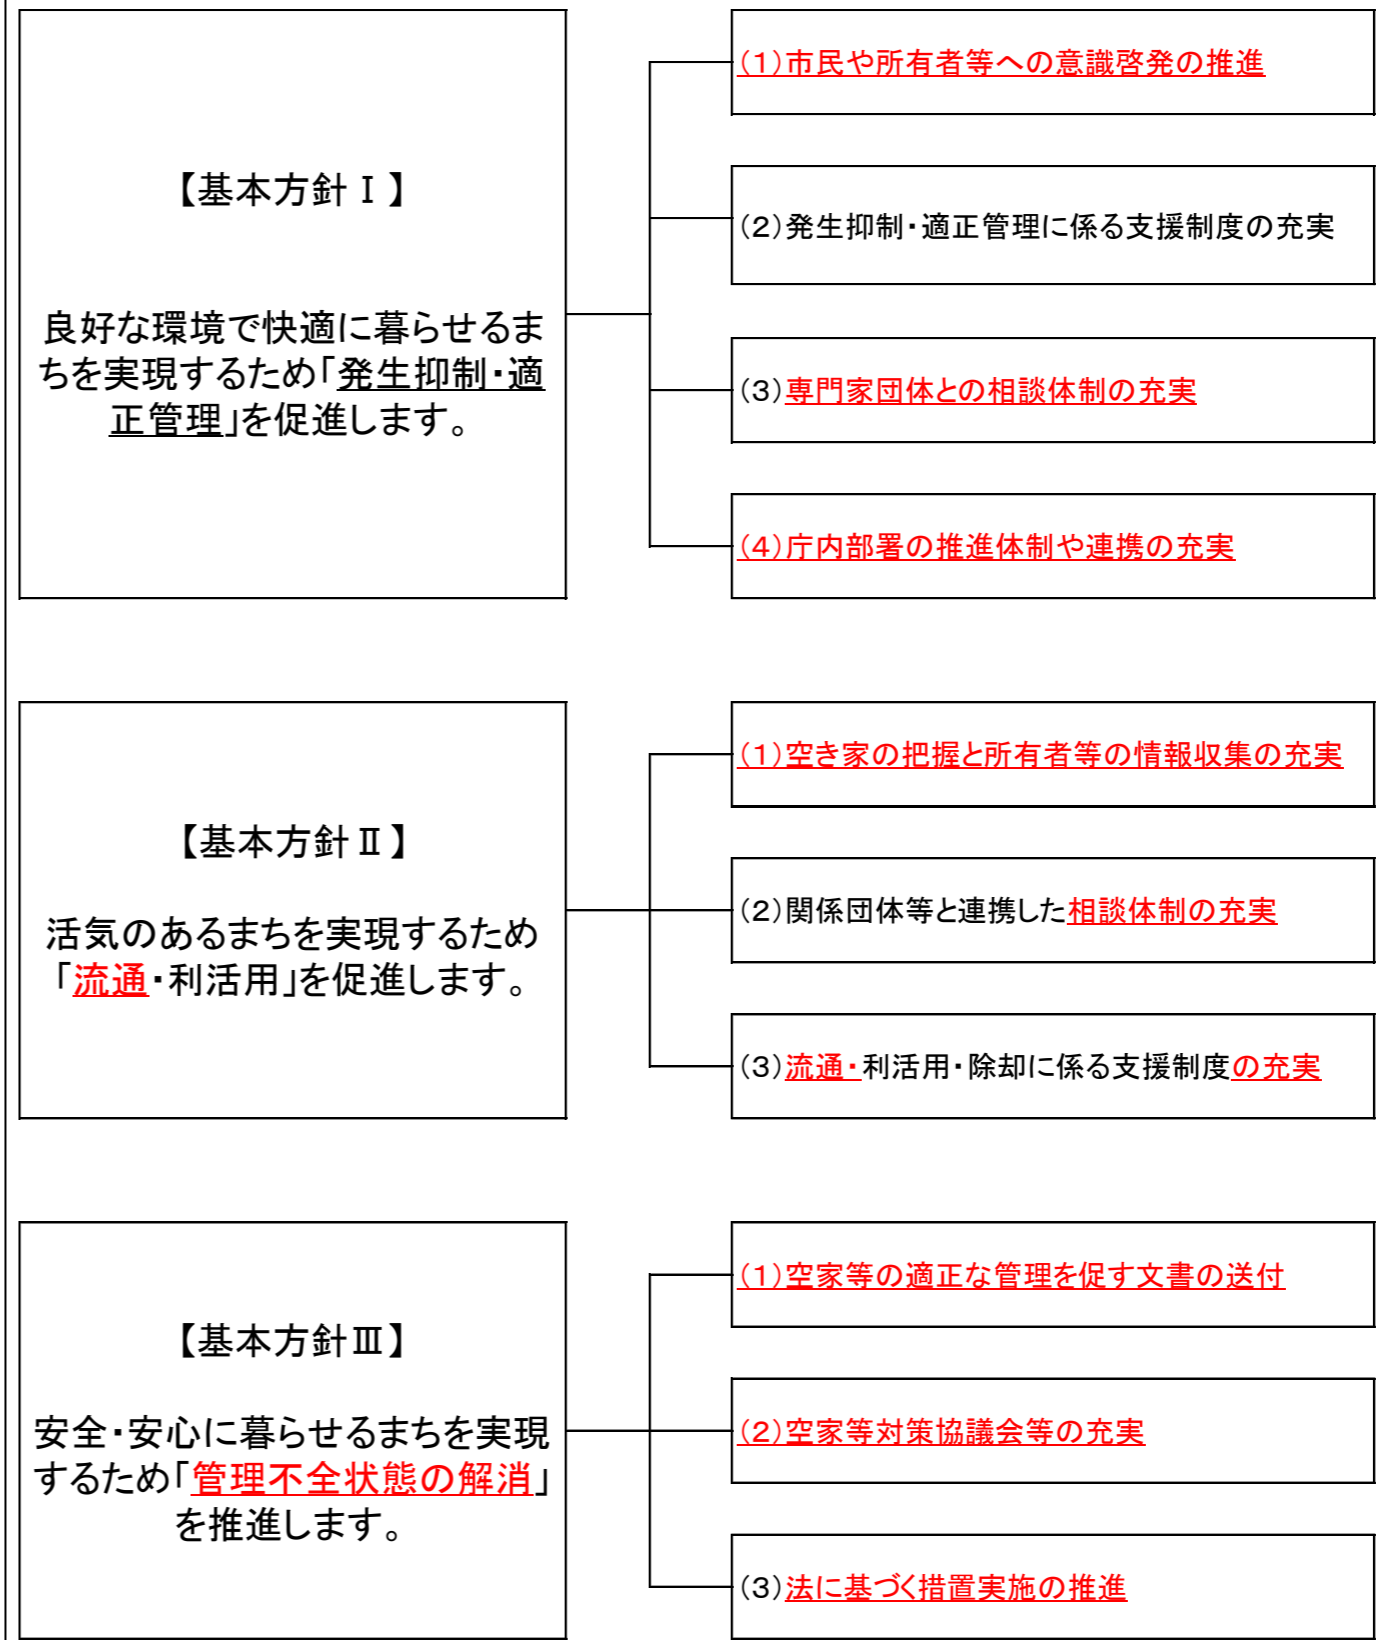 【基本方針Ⅰ】
良好な環境で快適に暮らせるま
ちを実現するため「発生抑制・適
正管理」を促進します。
(1)市民や所有者等への意識啓発の推進
(2)発生抑制・適正管理に係る支援制度の充実
(3)専門家団体との相談体制の充実
(4)庁内部署の推進体制や連携の充実
【基本方針Ⅱ】
活気のあるまちを実現するため
「流通・利活用」を促進します。
(1)空き家の把握と所有者等の情報収集の充実
(2)関係団体等と連携した相談体制の充実
(3)流通・利活用・除却に係る支援制度の充実
【基本方針Ⅲ】
安全・安心に暮らせるまちを実現
するため「管理不全状態の解消」
を推進します。
(1)空家等の適正な管理を促す文書の送付
(2)空家等対策協議会等の充実
(3)法に基づく措置実施の推進